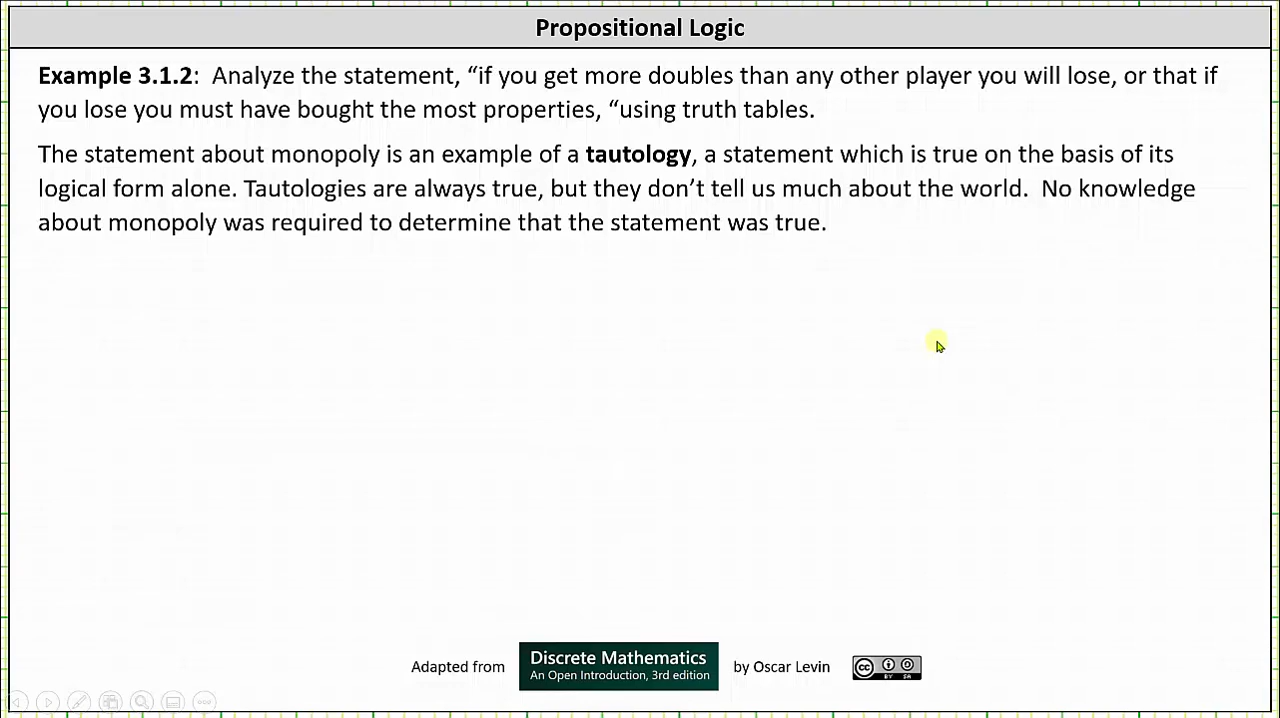 Propositional Logic
Example 3.1.2:  Analyze the statement, “if you get more doubles than any other player you will lose, or that if
you lose you must have bought the most properties, “using truth tables.
The statement about monopoly is an example of a tautology, a statement which is true on the basis of its
logical form alone. Tautologies are always true, but they don’t tell us much about the world.  No knowledge
about monopoly was required to determine that the statement was true.
Adapted from
Discrete Mathematics
An Open Introduction, 3rd edition
by Oscar Levin
cc
BY SA